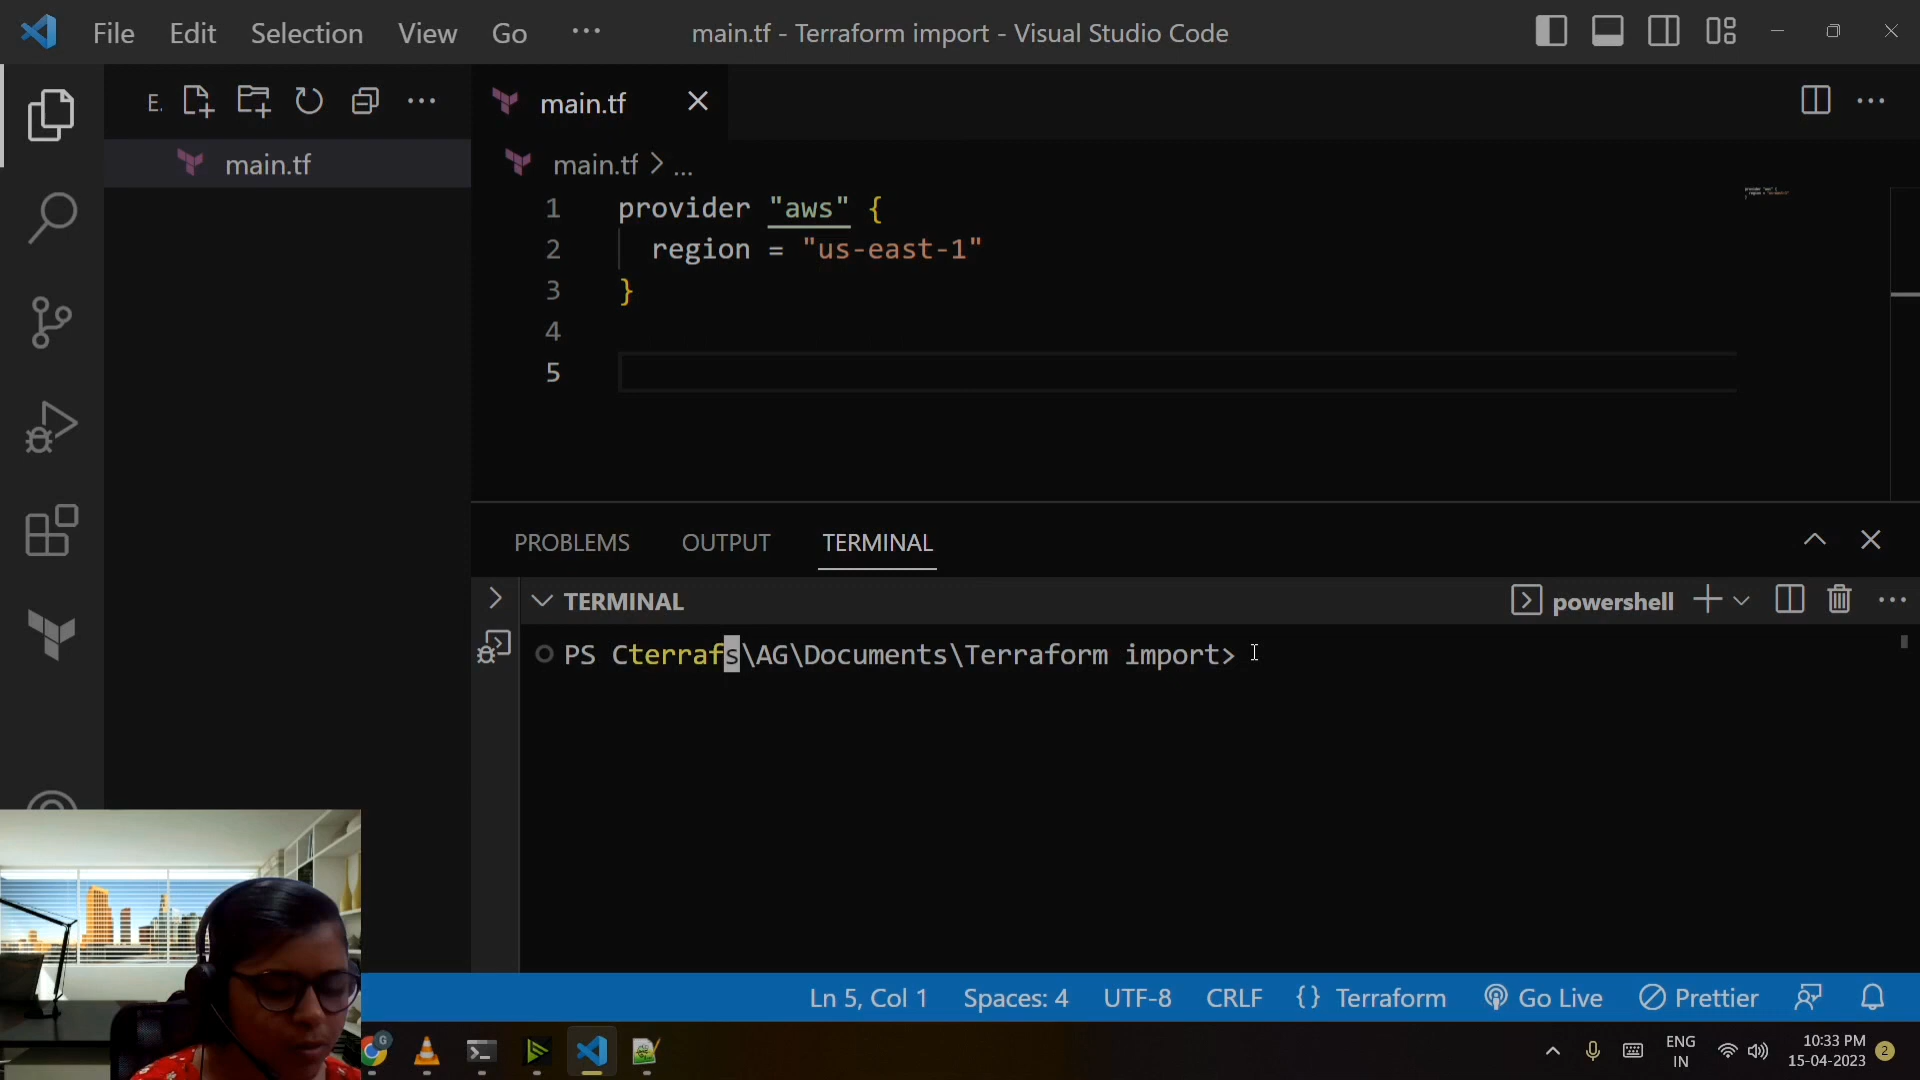 File Edit Selection View Go ··· main.tf - Terraform import - Visual Studio Code
E.
main.tf
main.tf
main.tf > ...
1 provider "aws" {
2 region = "us-east-1"
3 }
4
5
PROBLEMS OUTPUT TERMINAL
TERMINAL
powershell
PS Cterrafs\AG\Documents\Terraform import>
Ln 5, Col 1 Spaces: 4 UTF-8 CRLF {} Terraform Go Live Prettier
G
ENG
IN
10:33 PM
15-04-2023
2